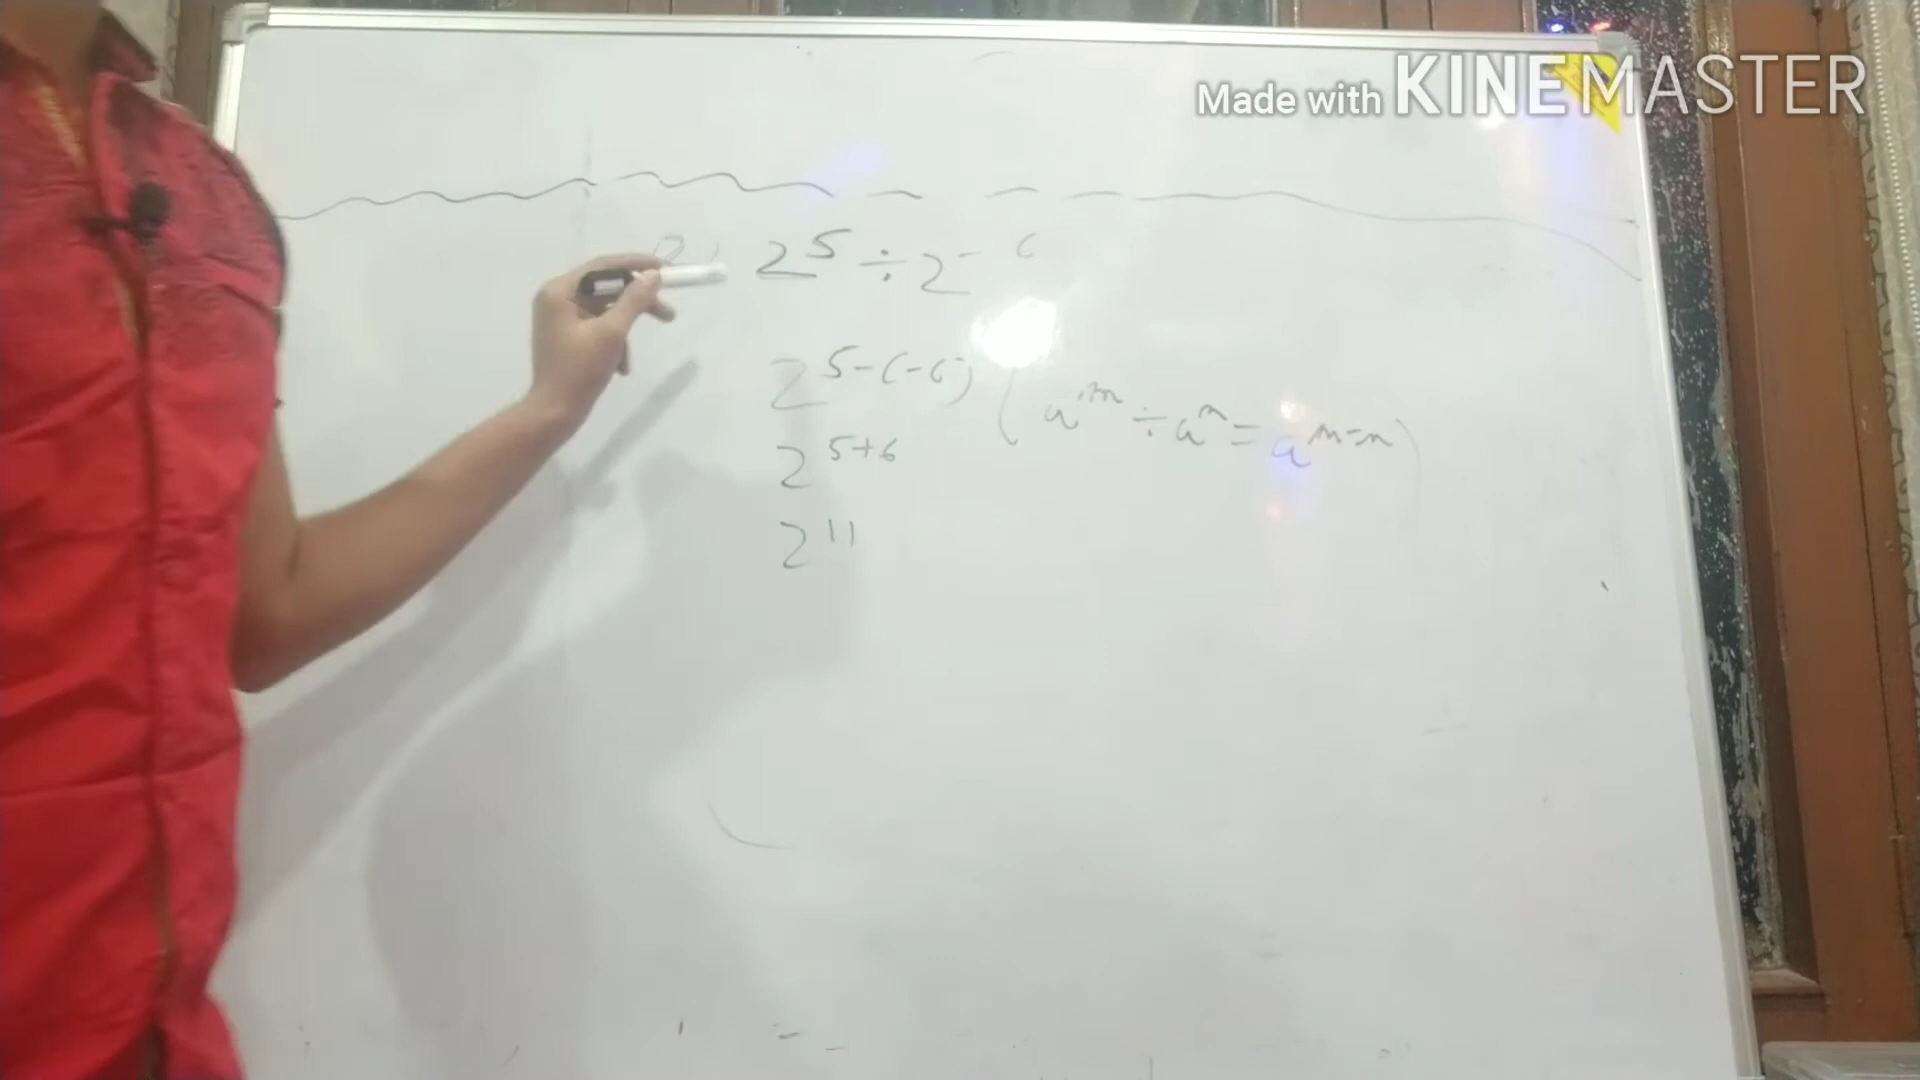 Made with KINEMASTER
2) 2⁵ ÷ 2⁻⁶
2⁵⁻⁽⁻⁶⁾ (aᵐ ÷ aⁿ = aᵐ⁻ⁿ)
2⁵⁺⁶
2¹¹